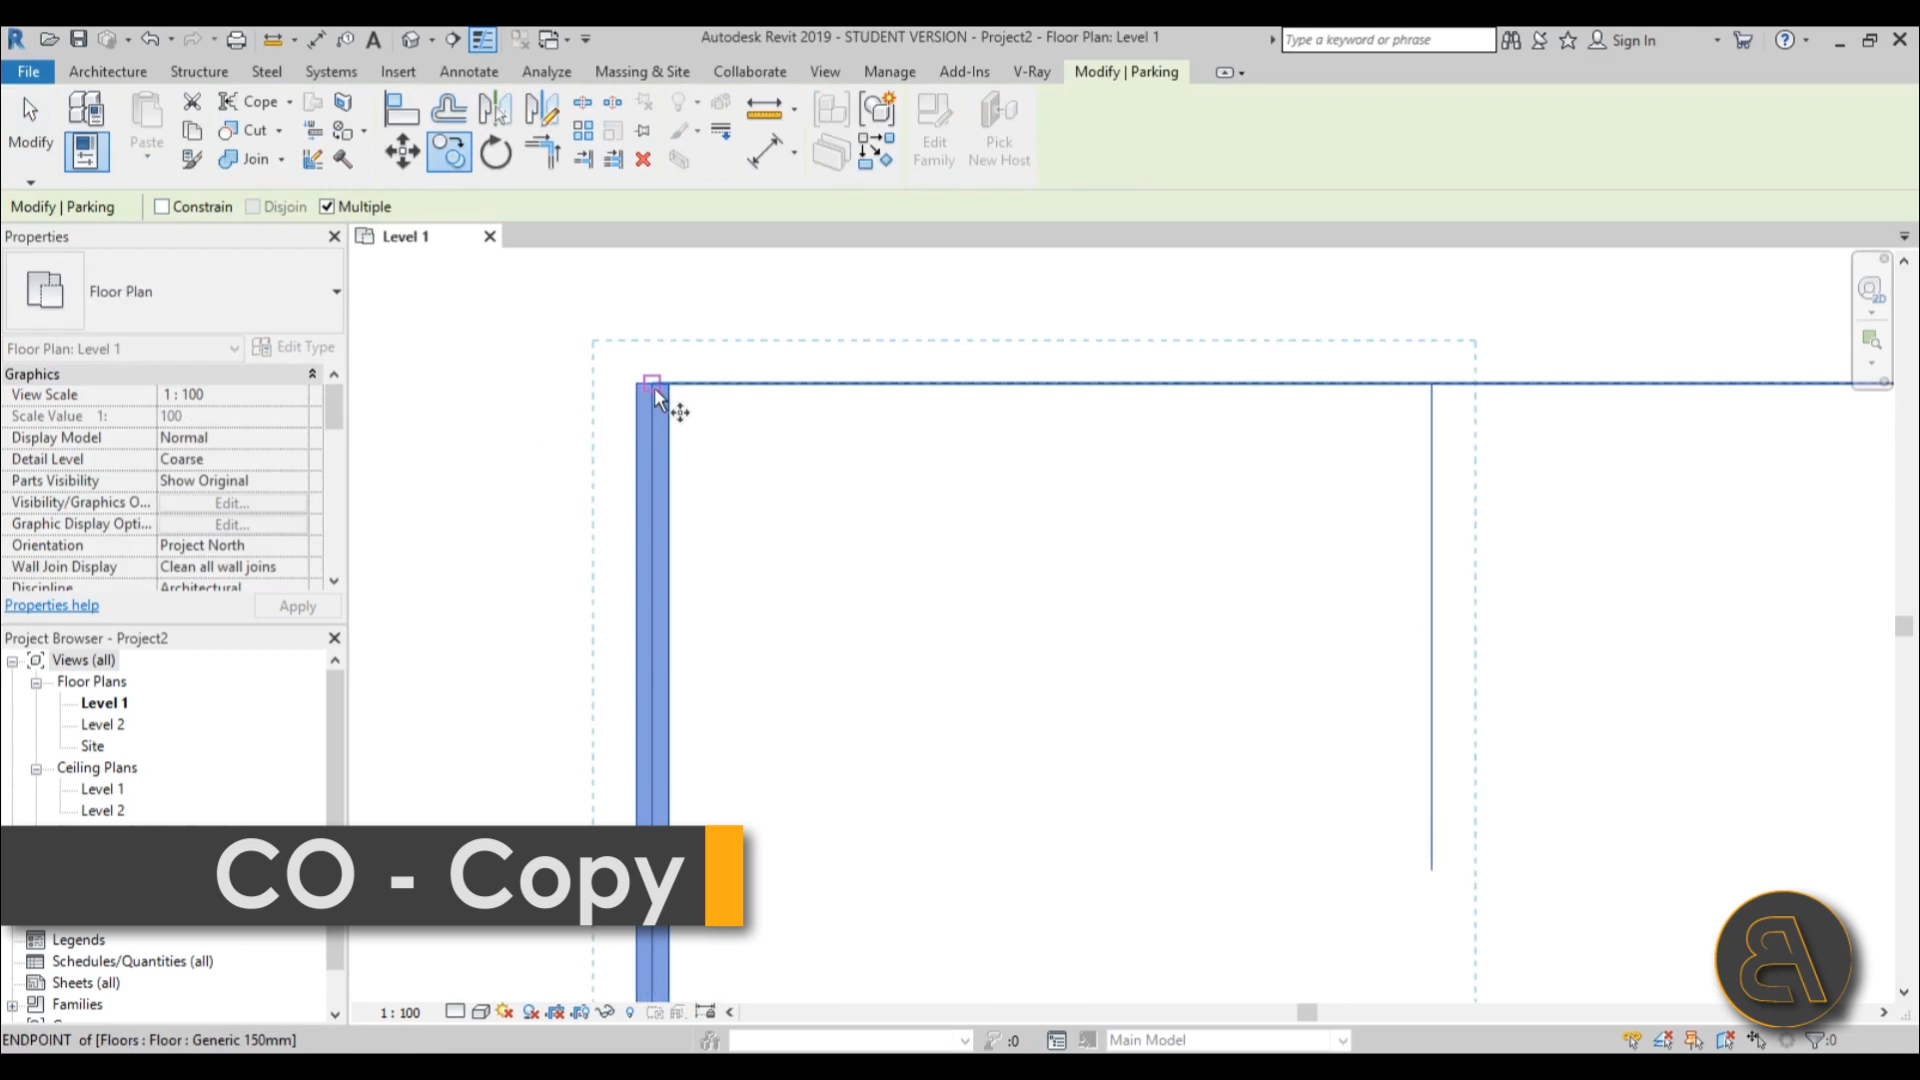 Autodesk Revit 2019 - STUDENT VERSION - Project2 - Floor Plan: Level 1
Type a keyword or phrase
Sign In
File Architecture Structure Steel Systems Insert Annotate Analyze Massing & Site Collaborate View Manage Add-Ins V-Ray Modify | Parking
Modify
Paste
Cope
Cut
Join
Edit
Family
Pick
New Host
Modify | Parking Constrain Disjoin Multiple
Properties
Level 1
Floor Plan
Floor Plan: Level 1 Edit Type
Graphics
View Scale 1 : 100
Scale Value 1: 100
Display Model Normal
Detail Level Coarse
Parts Visibility Show Original
Visibility/Graphics O... Edit...
Graphic Display Opti... Edit...
Orientation Project North
Wall Join Display Clean all wall joins
Discipline Architectural
Properties help Apply
Project Browser - Project2
Views (all)
Floor Plans
Level 1
Level 2
Site
Ceiling Plans
Level 1
Level 2
CO - Copy
Legends
Schedules/Quantities (all)
Sheets (all)
Families
1 : 100
ENDPOINT of [Floors : Floor : Generic 150mm]
:0
Main Model
:0
2D